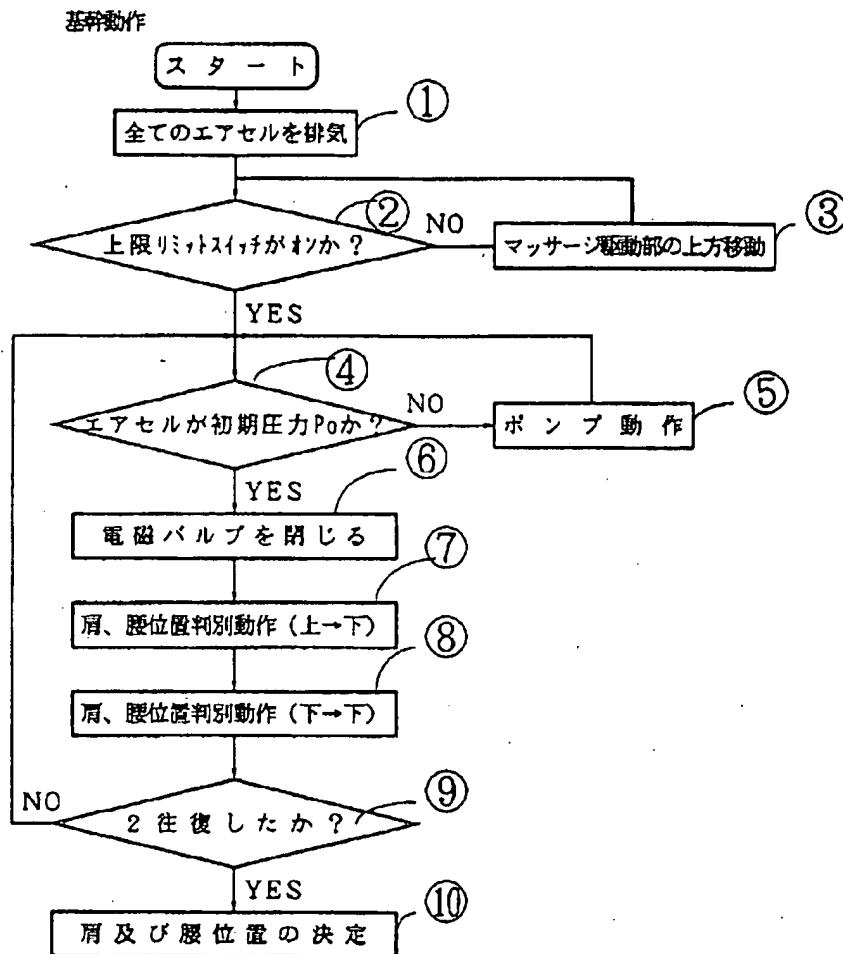 基幹動作
スタート
①
全てのエアセルを排気
②
上限リミットスイッチがオンか？
NO
③
マッサージ駆動部の上方移動
YES
④
エアセルが初期圧力Poか？
NO
⑤
ポンプ動作
YES
⑥
電磁バルブを閉じる
⑦
肩、腰位置判別動作（上→下）
⑧
肩、腰位置判別動作（下→下）
⑨
NO
2往復したか？
YES
⑩
肩及び腰位置の決定